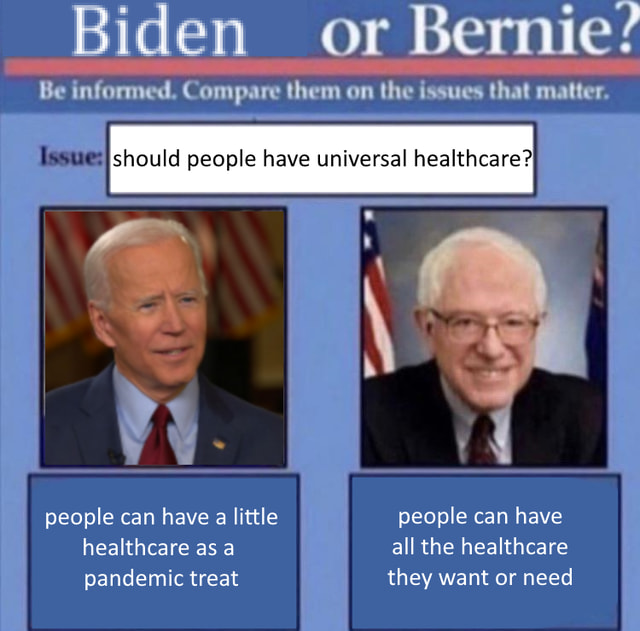 Biden or Bernie?
Be informed. Compare them on the issues that matter.
Issue: should people have universal healthcare?
people can have a little
healthcare as a
pandemic treat
people can have
all the healthcare
they want or need